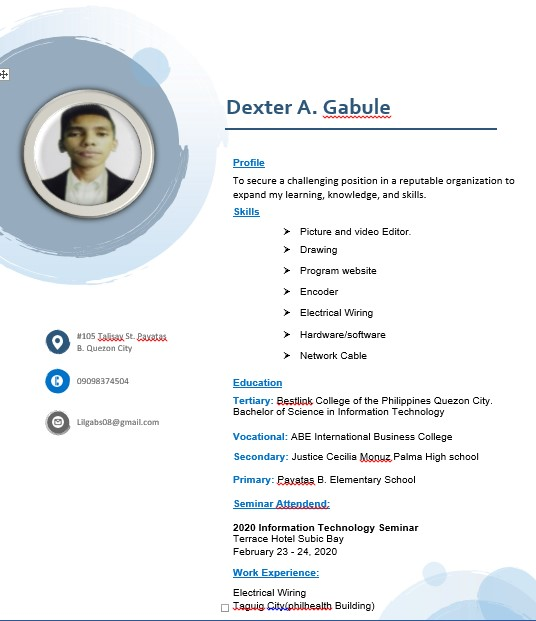 Dexter A. Gabule
Profile
To secure a challenging position in a reputable organization to
expand my learning, knowledge, and skills.
Skills
➤ Picture and video Editor.
➤ Drawing
➤ Program website
➤ Encoder
➤ Electrical Wiring
➤ Hardware/software
➤ Network Cable
#105 Talisay St. Payatas
B. Quezon City
09098374504
Lilgabs08@gmail.com
Education
Tertiary: Bestlink College of the Philippines Quezon City.
Bachelor of Science in Information Technology
Vocational: ABE International Business College
Secondary: Justice Cecilia Monuz Palma High school
Primary: Payatas B. Elementary School
Seminar Attendend:
2020 Information Technology Seminar
Terrace Hotel Subic Bay
February 23 - 24, 2020
Work Experience:
Electrical Wiring
Taguig City(philhealth Building)